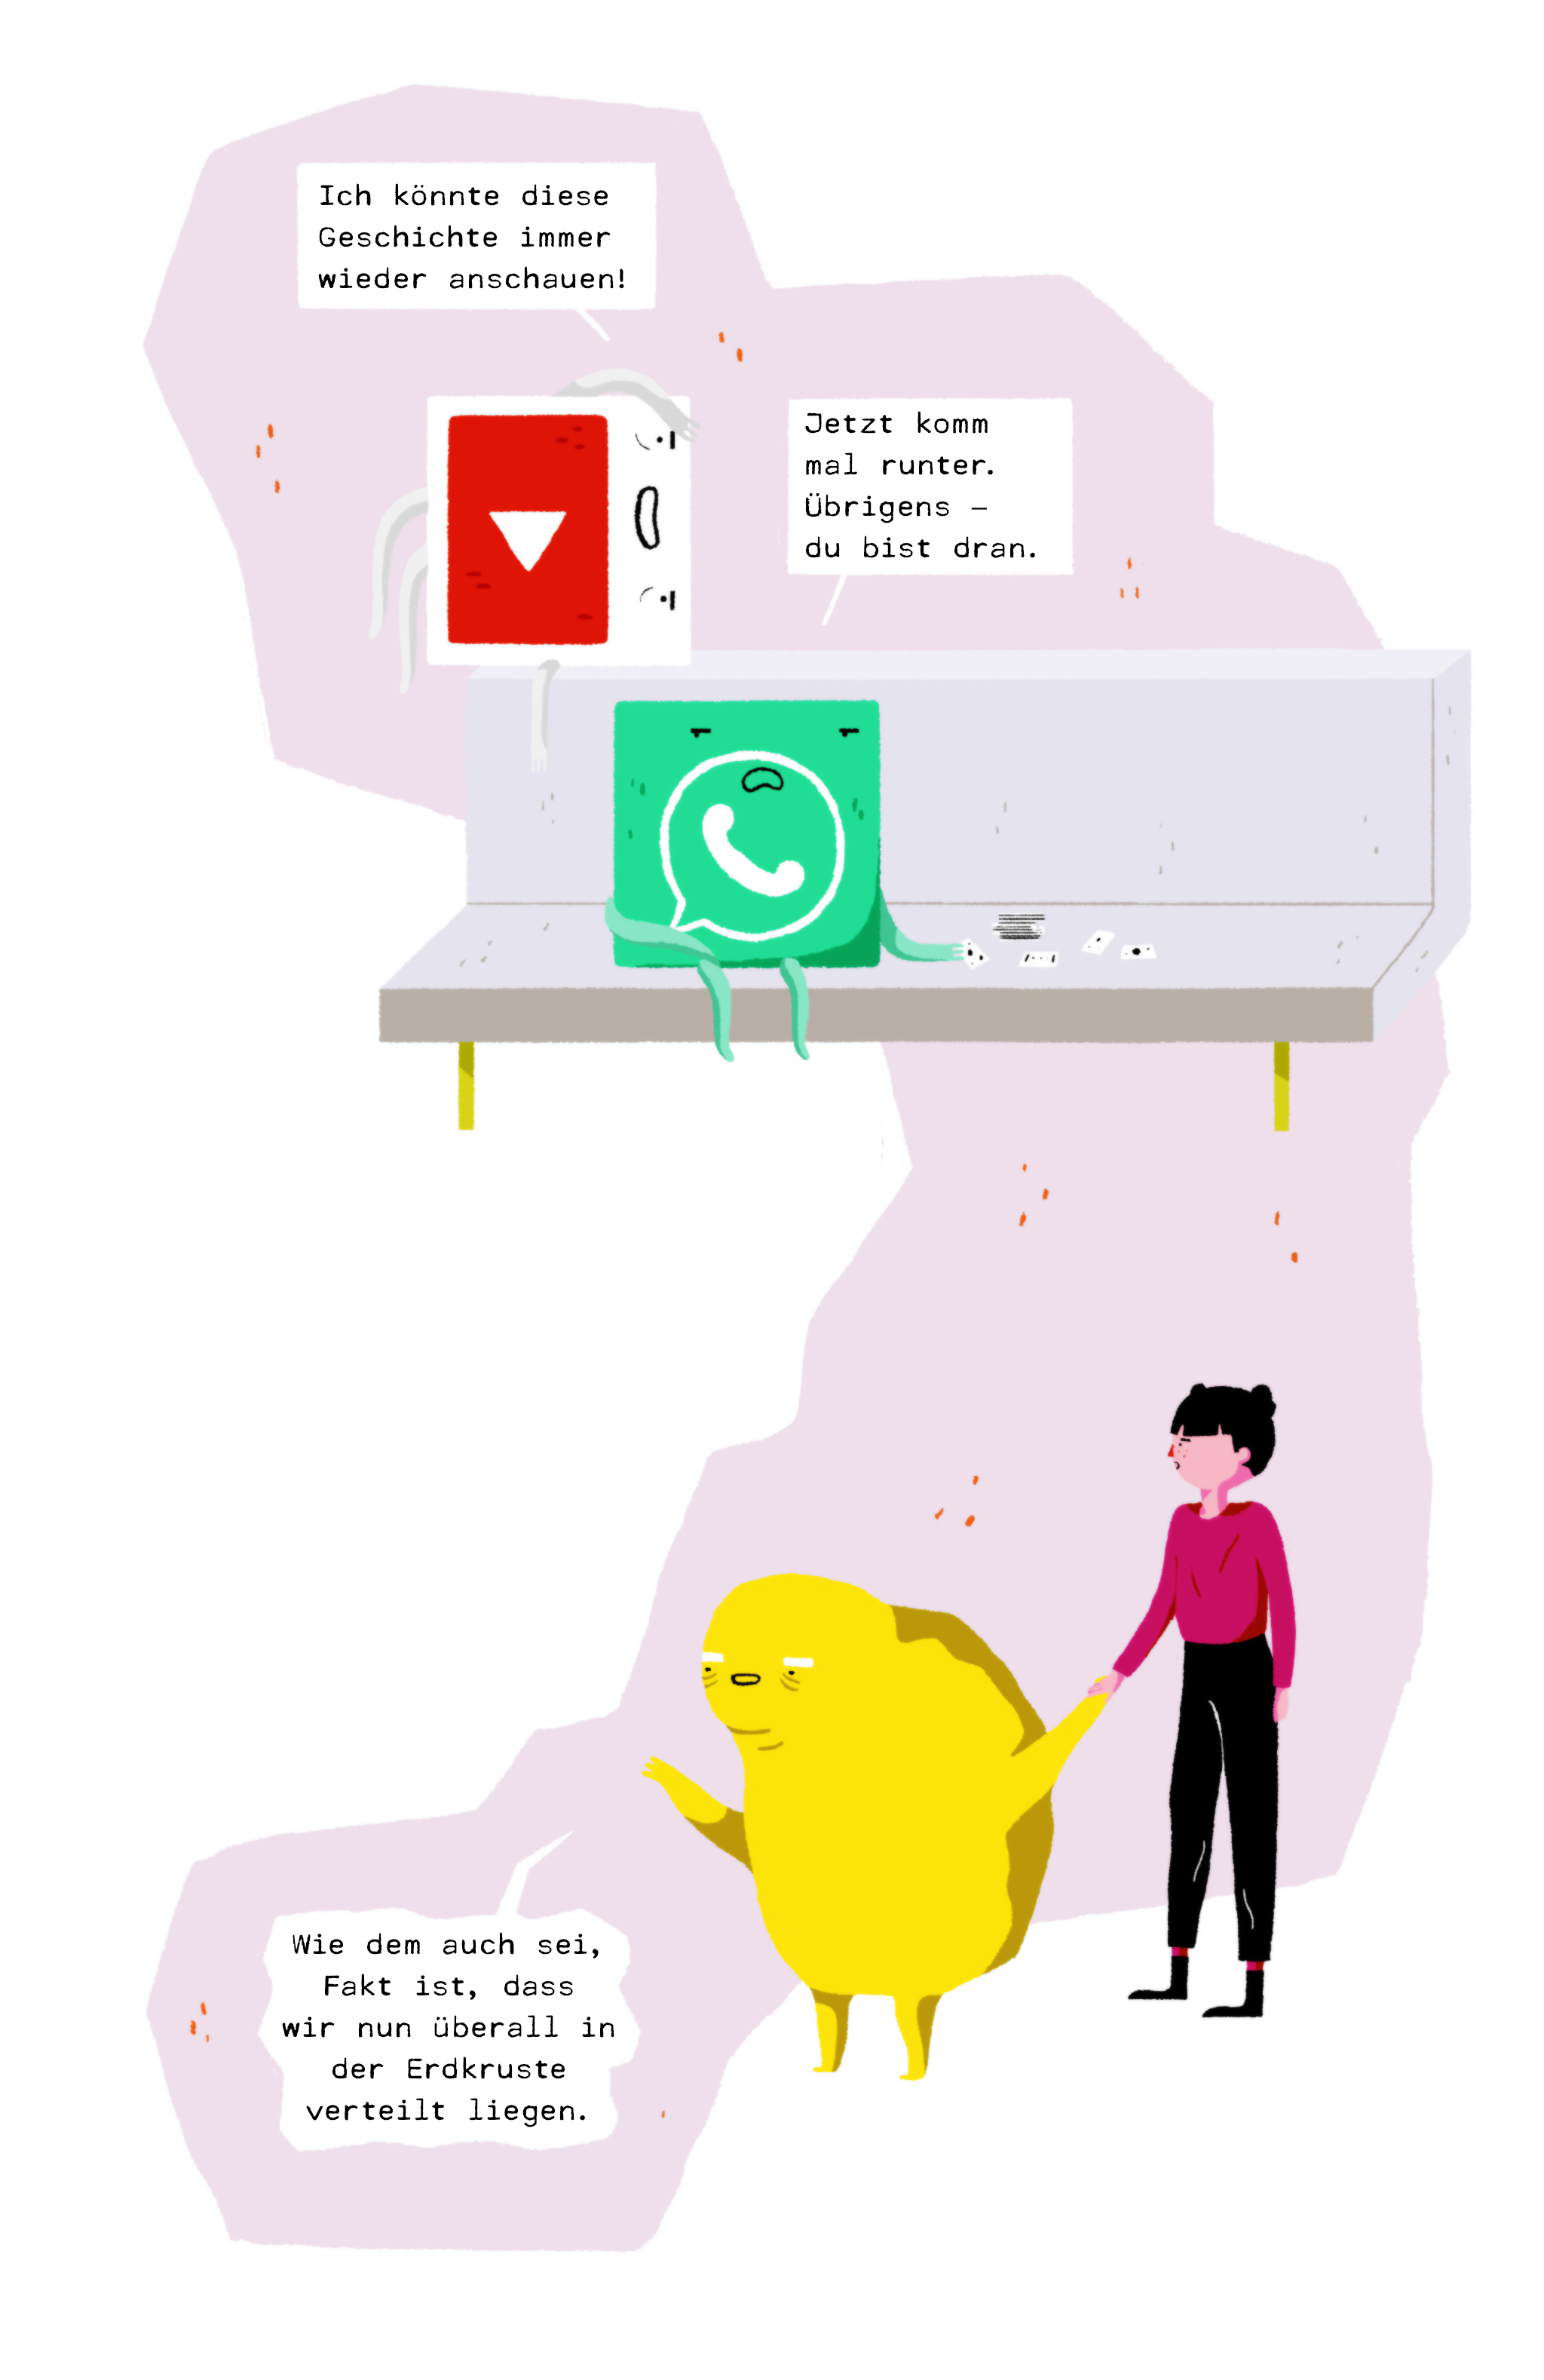 Ich könnte diese
Geschichte immer
wieder anschauen!
Jetzt komm
mal runter.
Übrigens –
du bist dran.
Wie dem auch sei,
Fakt ist, dass
wir nun überall in
der Erdkruste
verteilt liegen.